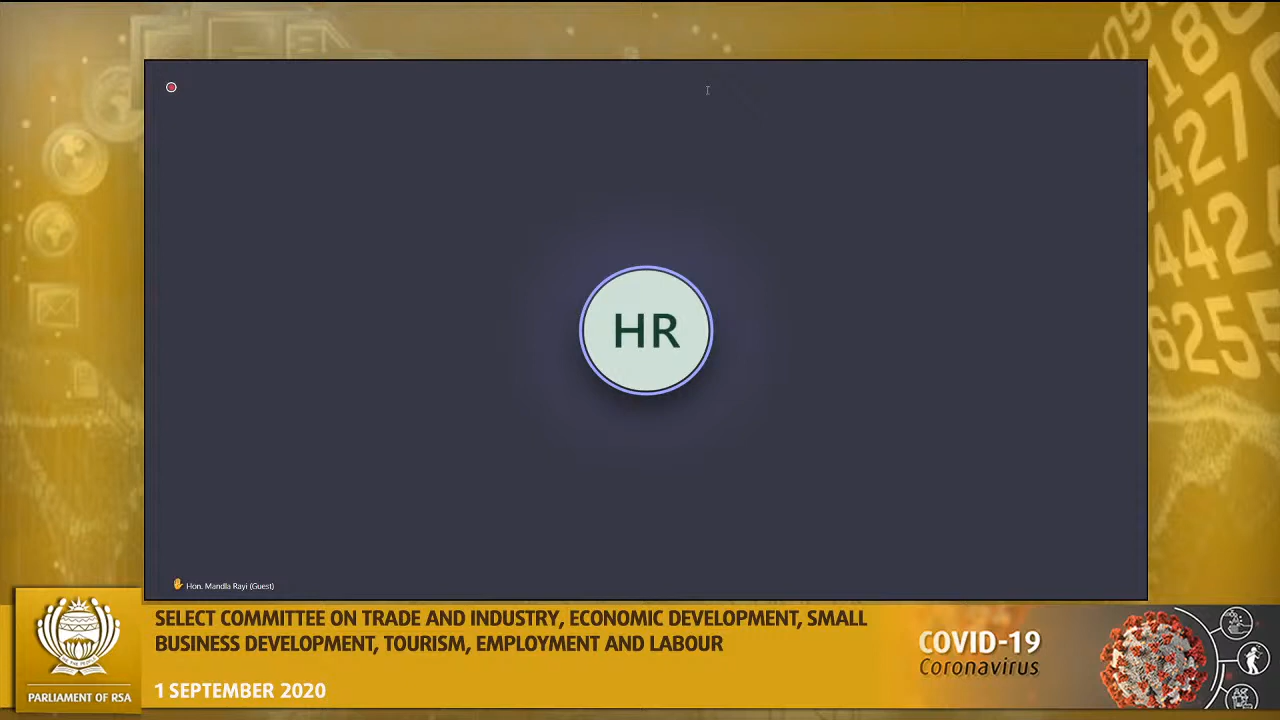 HR
Hon. Mandla Rayi (Guest)
SELECT COMMITTEE ON TRADE AND INDUSTRY, ECONOMIC DEVELOPMENT, SMALL
BUSINESS DEVELOPMENT, TOURISM, EMPLOYMENT AND LABOUR
1 SEPTEMBER 2020
PARLIAMENT OF RSA
COVID-19
Coronavirus